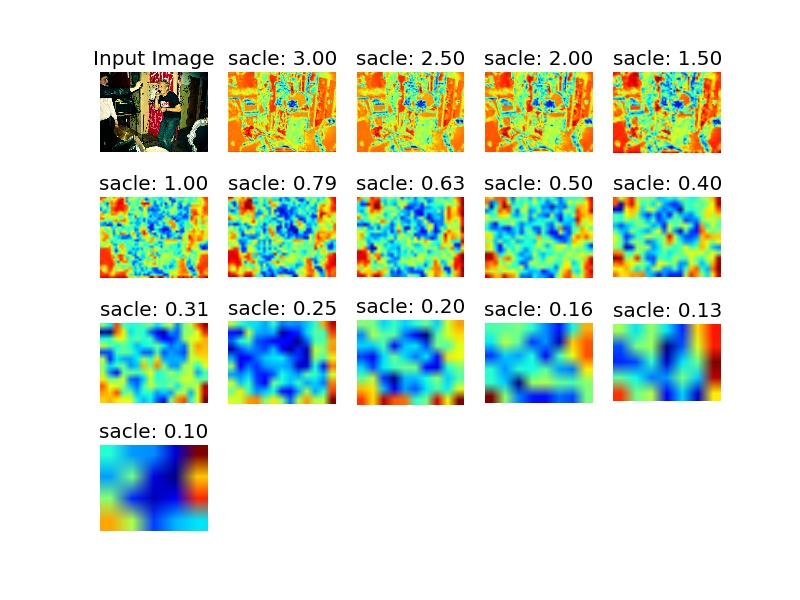 Input Image
sacle: 3.00
sacle: 2.50
sacle: 2.00
sacle: 1.50
sacle: 1.00
sacle: 0.79
sacle: 0.63
sacle: 0.50
sacle: 0.40
sacle: 0.31
sacle: 0.25
sacle: 0.20
sacle: 0.16
sacle: 0.13
sacle: 0.10